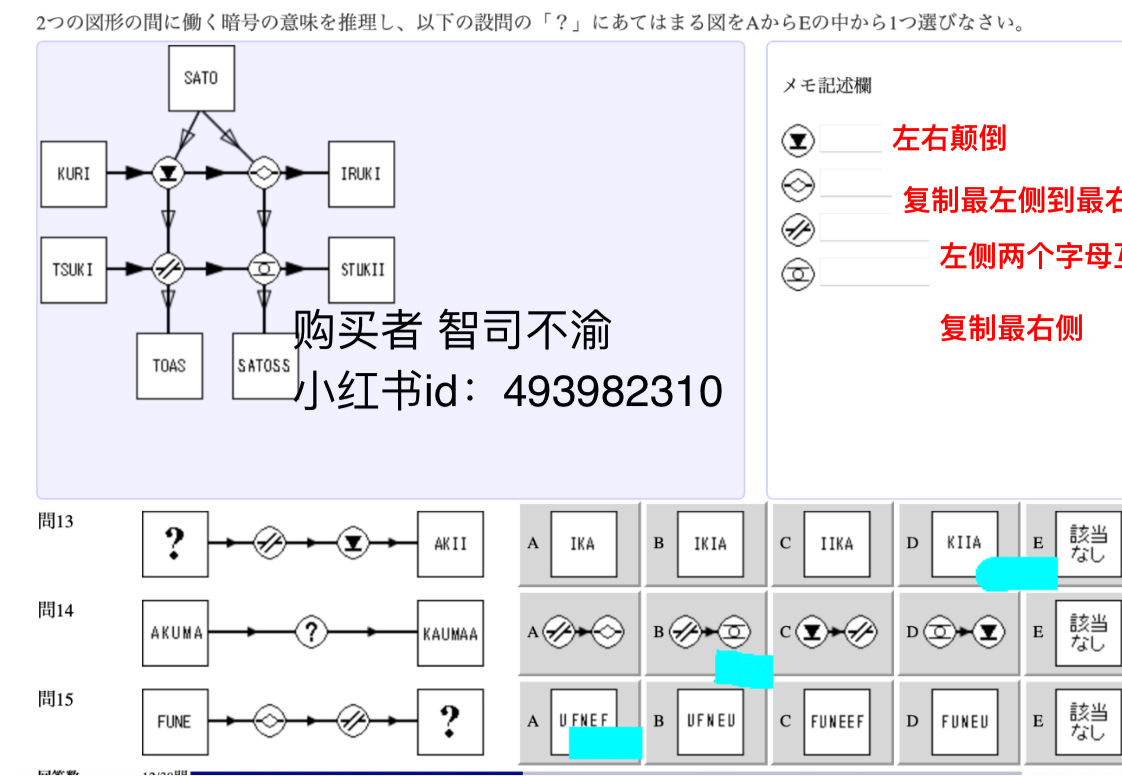 2つの図形の間に働く暗号の意味を推理し、以下の設問の「？」にあてはまる図をAからEの中から1つ選びなさい。
SATO
KURI
IRUKI
TSUKI
STUKII
TOAS
SATOSS
购买者 智司不渝
小红书id：493982310
メモ記述欄
左右颠倒
复制最左侧到最右
左侧两个字母
复制最右侧
問13
?
AKII
A IKA
B IKIA
C IIKA
D KIIA
E 該当なし
問14
AKUMA
?
KAUMAA
A
B
C
D
E 該当なし
問15
FUNE
?
A UFNEF
B UFNEU
C FUNEEF
D FUNEU
E 該当なし